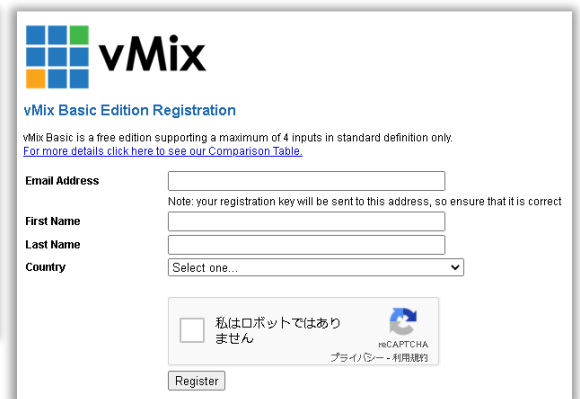 vMix
vMix Basic Edition Registration
vMix Basic is a free edition supporting a maximum of 4 inputs in standard definition only.
For more details click here to see our Comparison Table.
Email Address
Note: your registration key will be sent to this address, so ensure that it is correct
First Name
Last Name
Country
Select one...
私はロボットではあり
ません
reCAPTCHA
プライバシー - 利用規約
Register